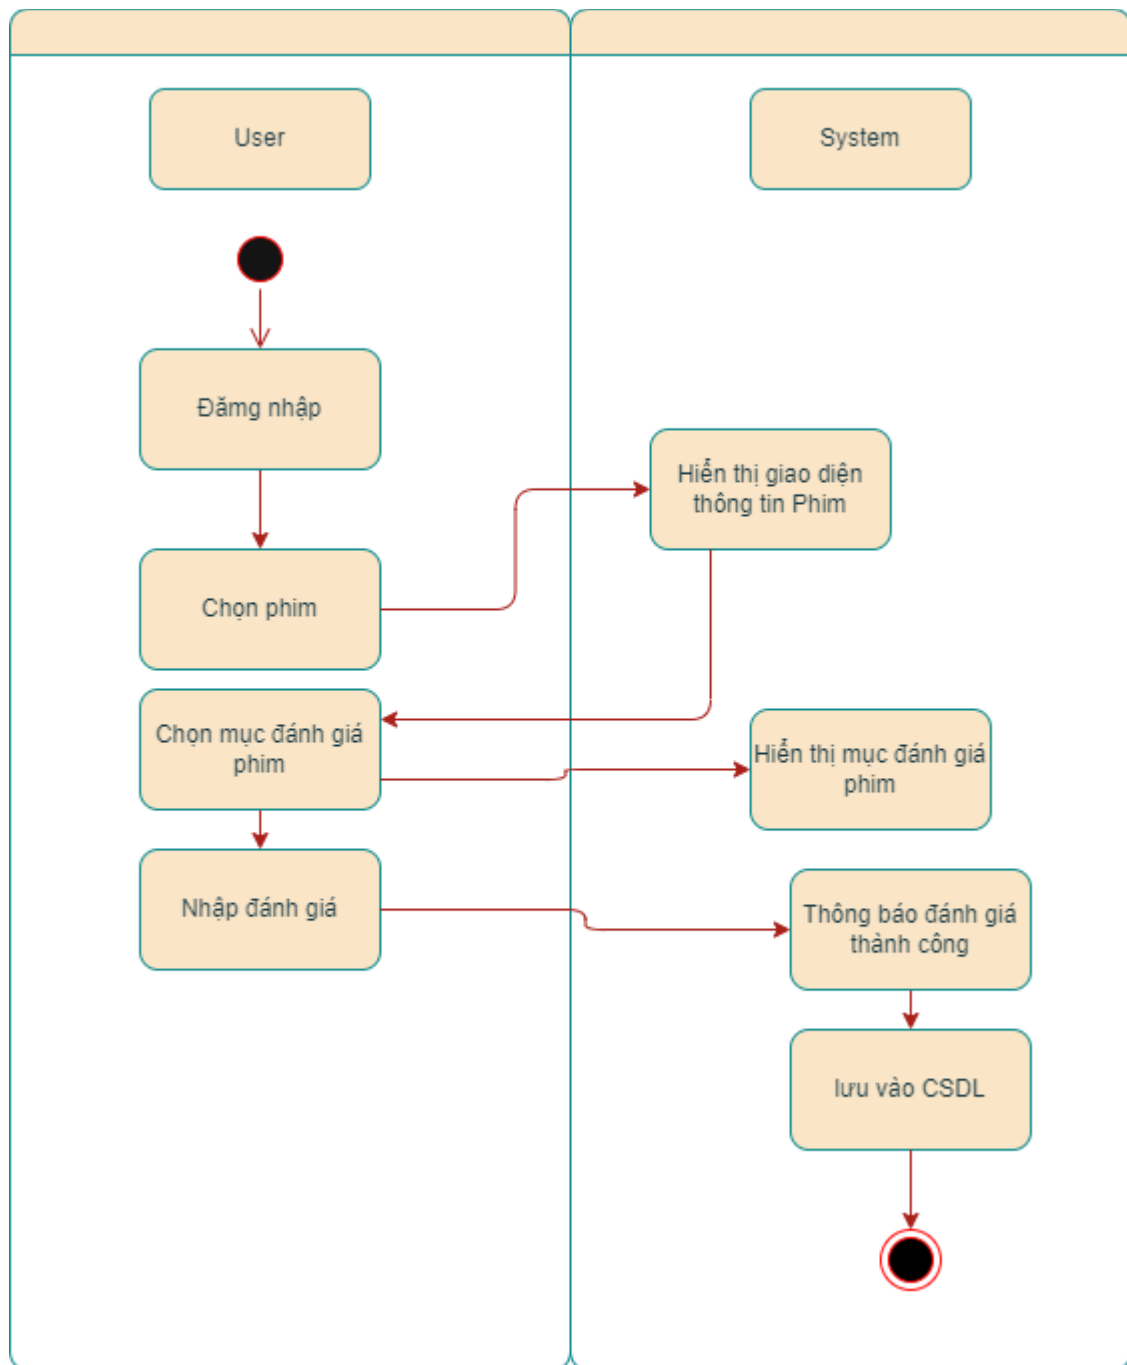 User
System
Đămg nhập
Hiển thị giao diện
thông tin Phim
Chọn phim
Chọn mục đánh giá
phim
Hiển thị mục đánh giá
phim
Nhập đánh giá
Thông báo đánh giá
thành công
lưu vào CSDL